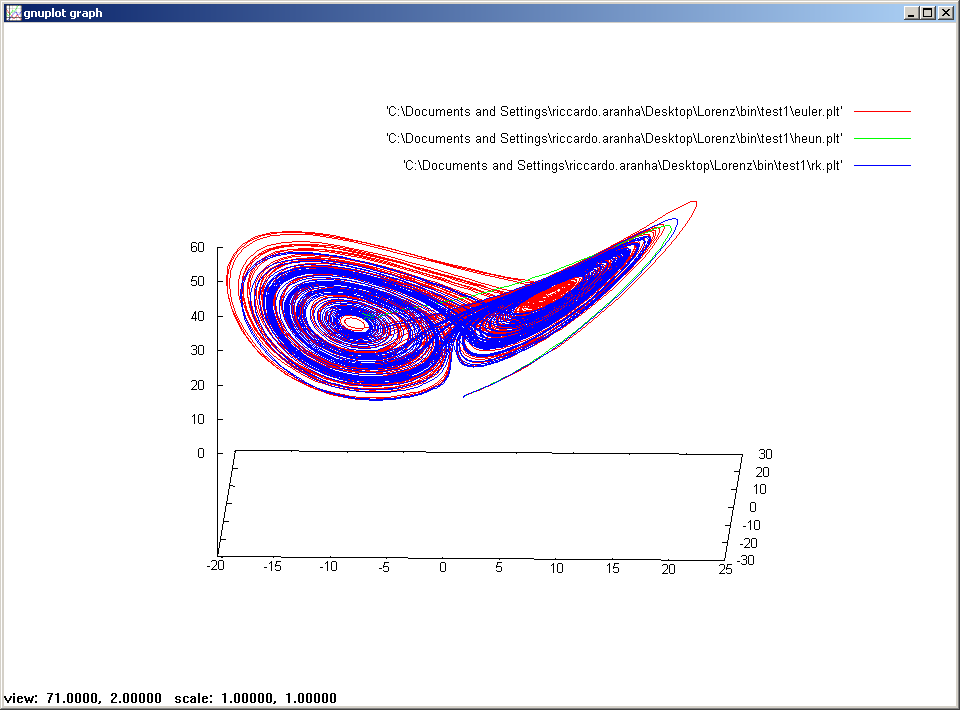 gnuplot graph
'C:\Documents and Settings\riccardo.aranha\Desktop\Lorenz\bin\test1\euler.plt'
'C:\Documents and Settings\riccardo.aranha\Desktop\Lorenz\bin\test1\heun.plt'
'C:\Documents and Settings\riccardo.aranha\Desktop\Lorenz\bin\test1\rk.plt'
60
50
40
30
20
10
0
30
20
10
0
-10
-20
-30
-20 -15 -10 -5 0 5 10 15 20 25
view: 71.0000, 2.00000 scale: 1.00000, 1.00000